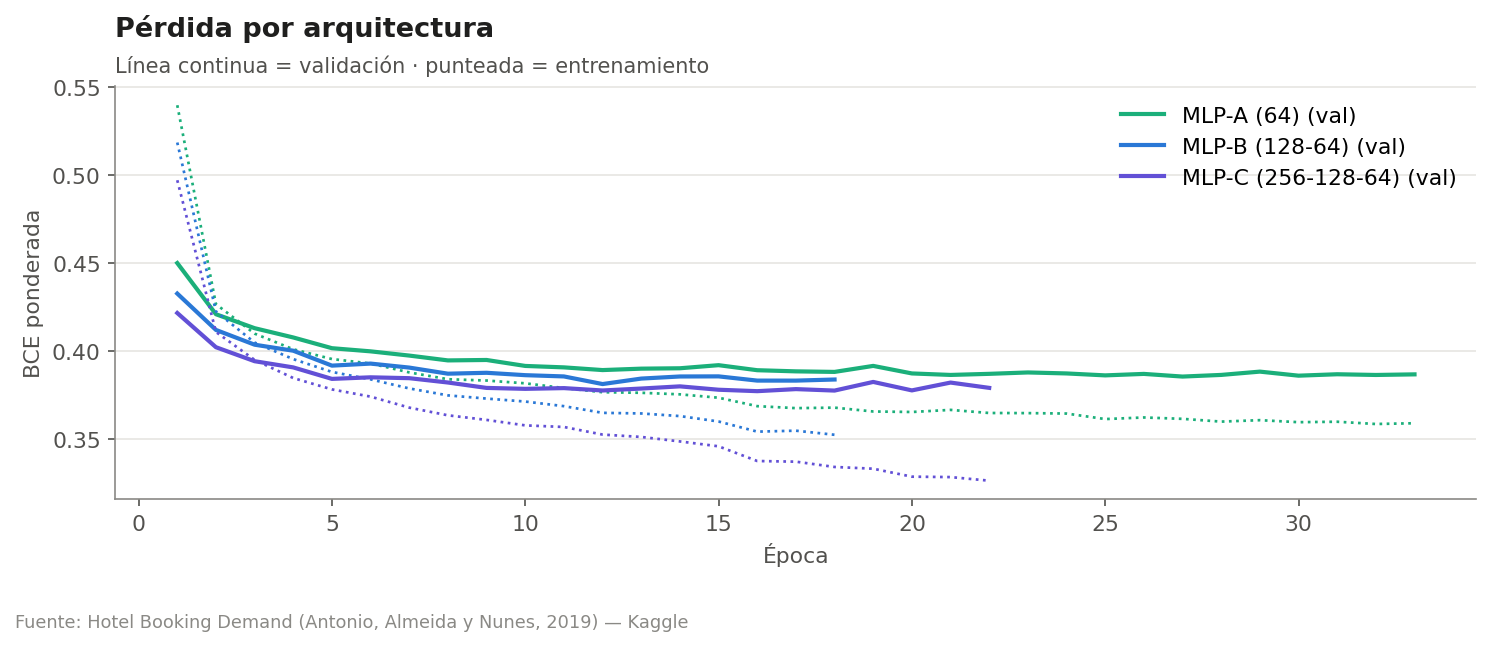 Pérdida por arquitectura
Línea continua = validación · punteada = entrenamiento
0.55
0.50
0.45
0.40
0.35
BCE ponderada
MLP-A (64) (val)
MLP-B (128-64) (val)
MLP-C (256-128-64) (val)
0 5 10 15 20 25 30
Época
Fuente: Hotel Booking Demand (Antonio, Almeida y Nunes, 2019) — Kaggle